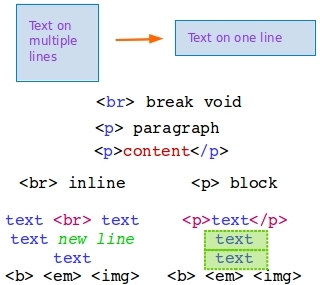 Text on
multiple
lines
Text on one line
<br> break void
<p> paragraph
<p>content</p>
<br> inline
<p> block
text <br> text
<p>text</p>
text new line
text
text
text
<b> <em> <img>
<b> <em> <img>